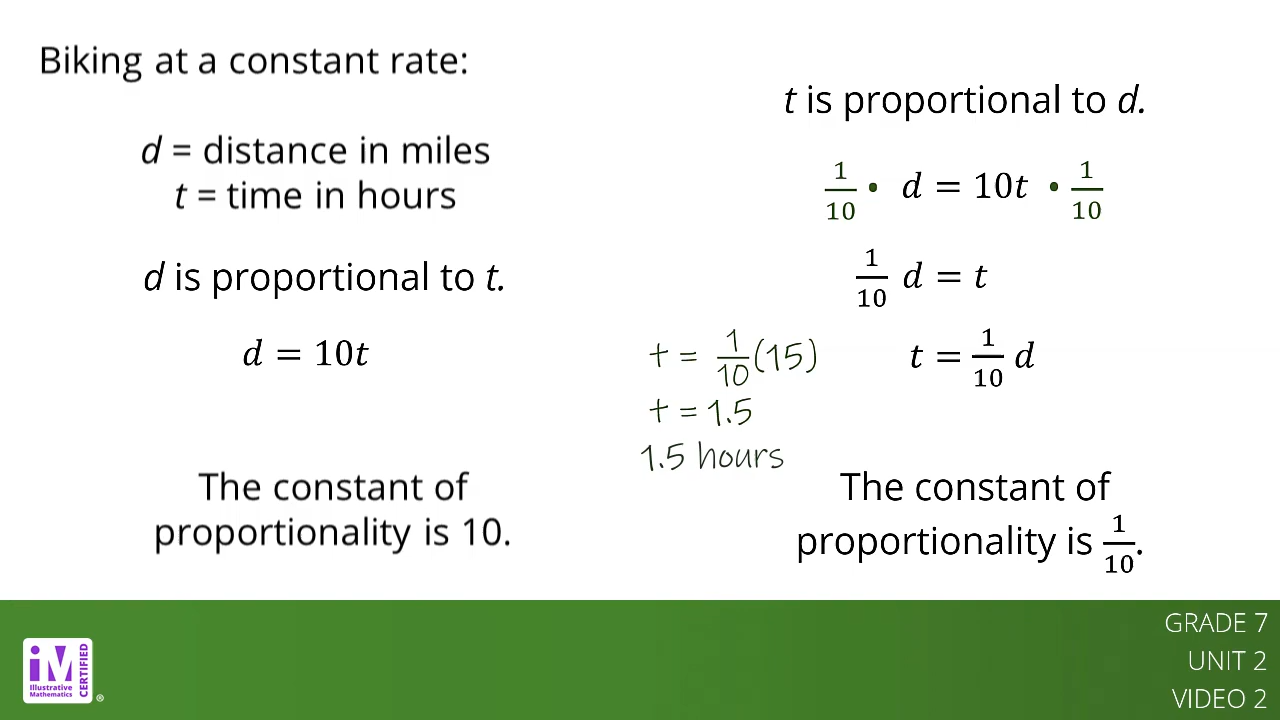 Biking at a constant rate:
d = distance in miles
t = time in hours
d is proportional to t.
d = 10t
The constant of
proportionality is 10.
t is proportional to d.
1/10 · d = 10t · 1/10
1/10 d = t
t = 1/10 d
t = 1/10 (15)
t = 1.5
1.5 hours
The constant of
proportionality is 1/10.
iM
Illustrative
Mathematics
CERTIFIED
®
GRADE 7
UNIT 2
VIDEO 2